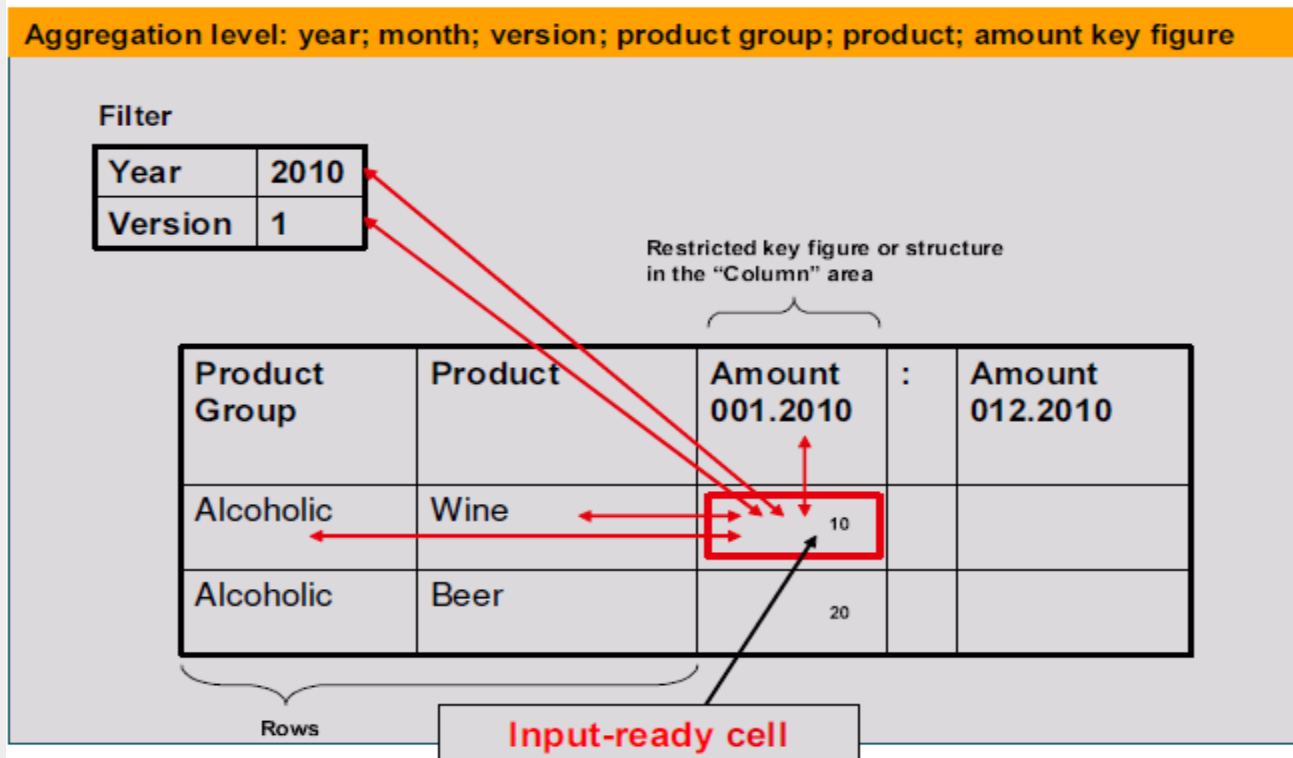 Aggregation level: year; month; version; product group; product; amount key figure
Filter
Year 2010
Version 1
Restricted key figure or structure
in the “Column” area
Product Group Product Amount 001.2010 : Amount 012.2010
Alcoholic Wine 10
Alcoholic Beer 20
Rows
Input-ready cell